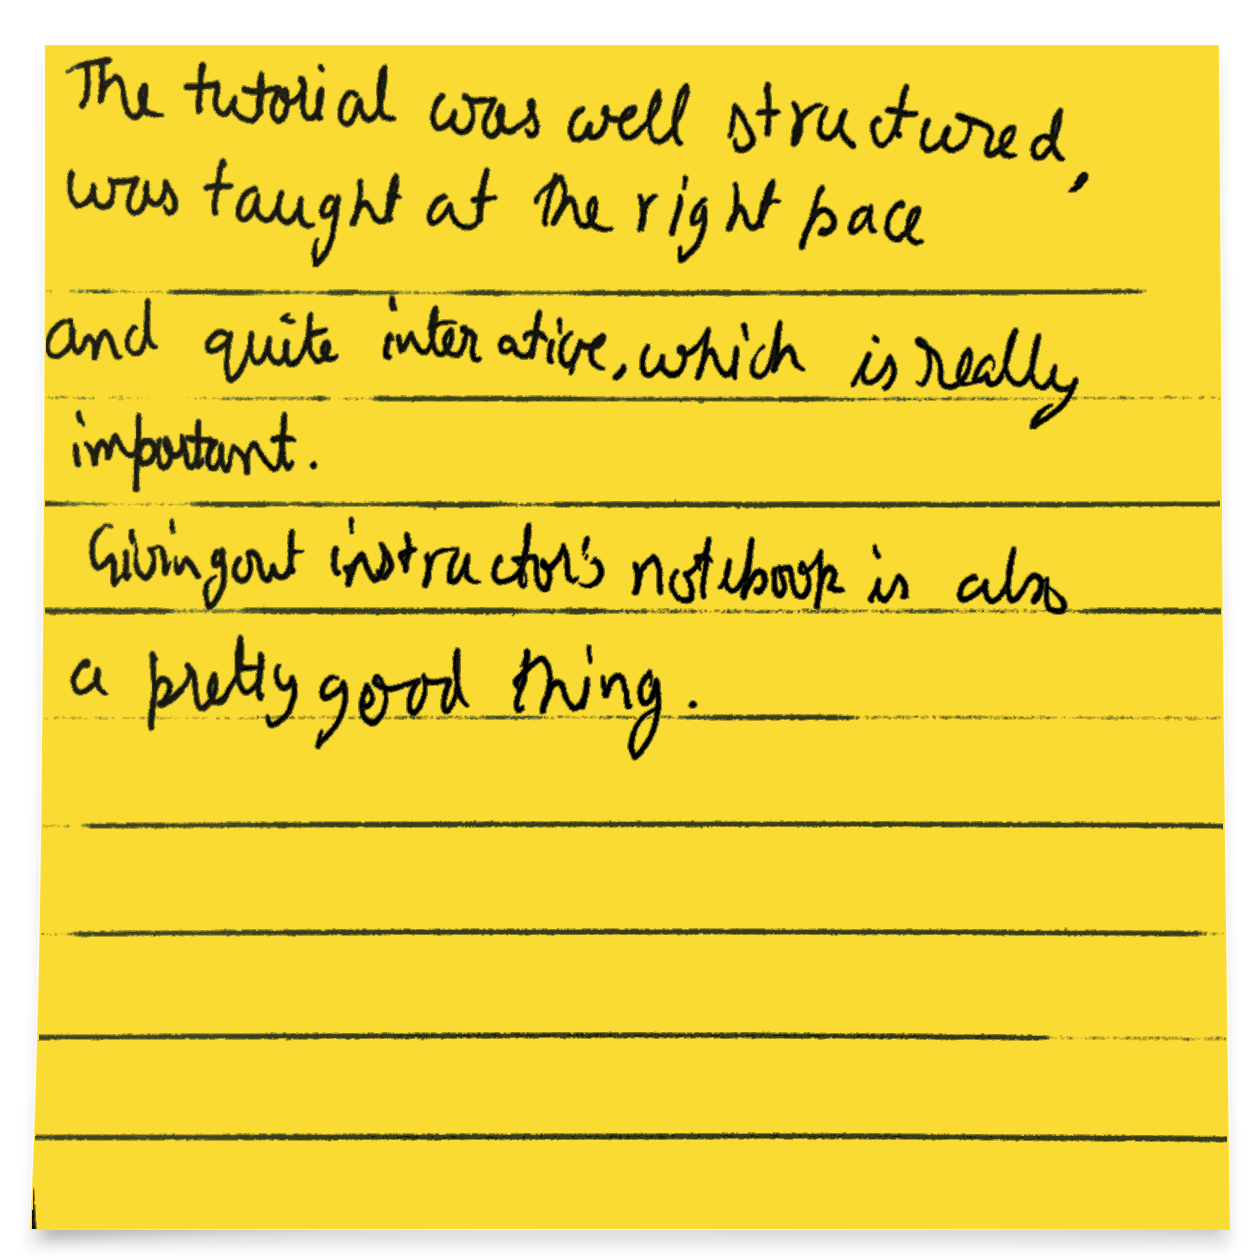 The tutorial was well structured,
was taught at the right pace
and quite interative, which is really
important.
Giving out instructor's notebook is also
a pretty good thing.